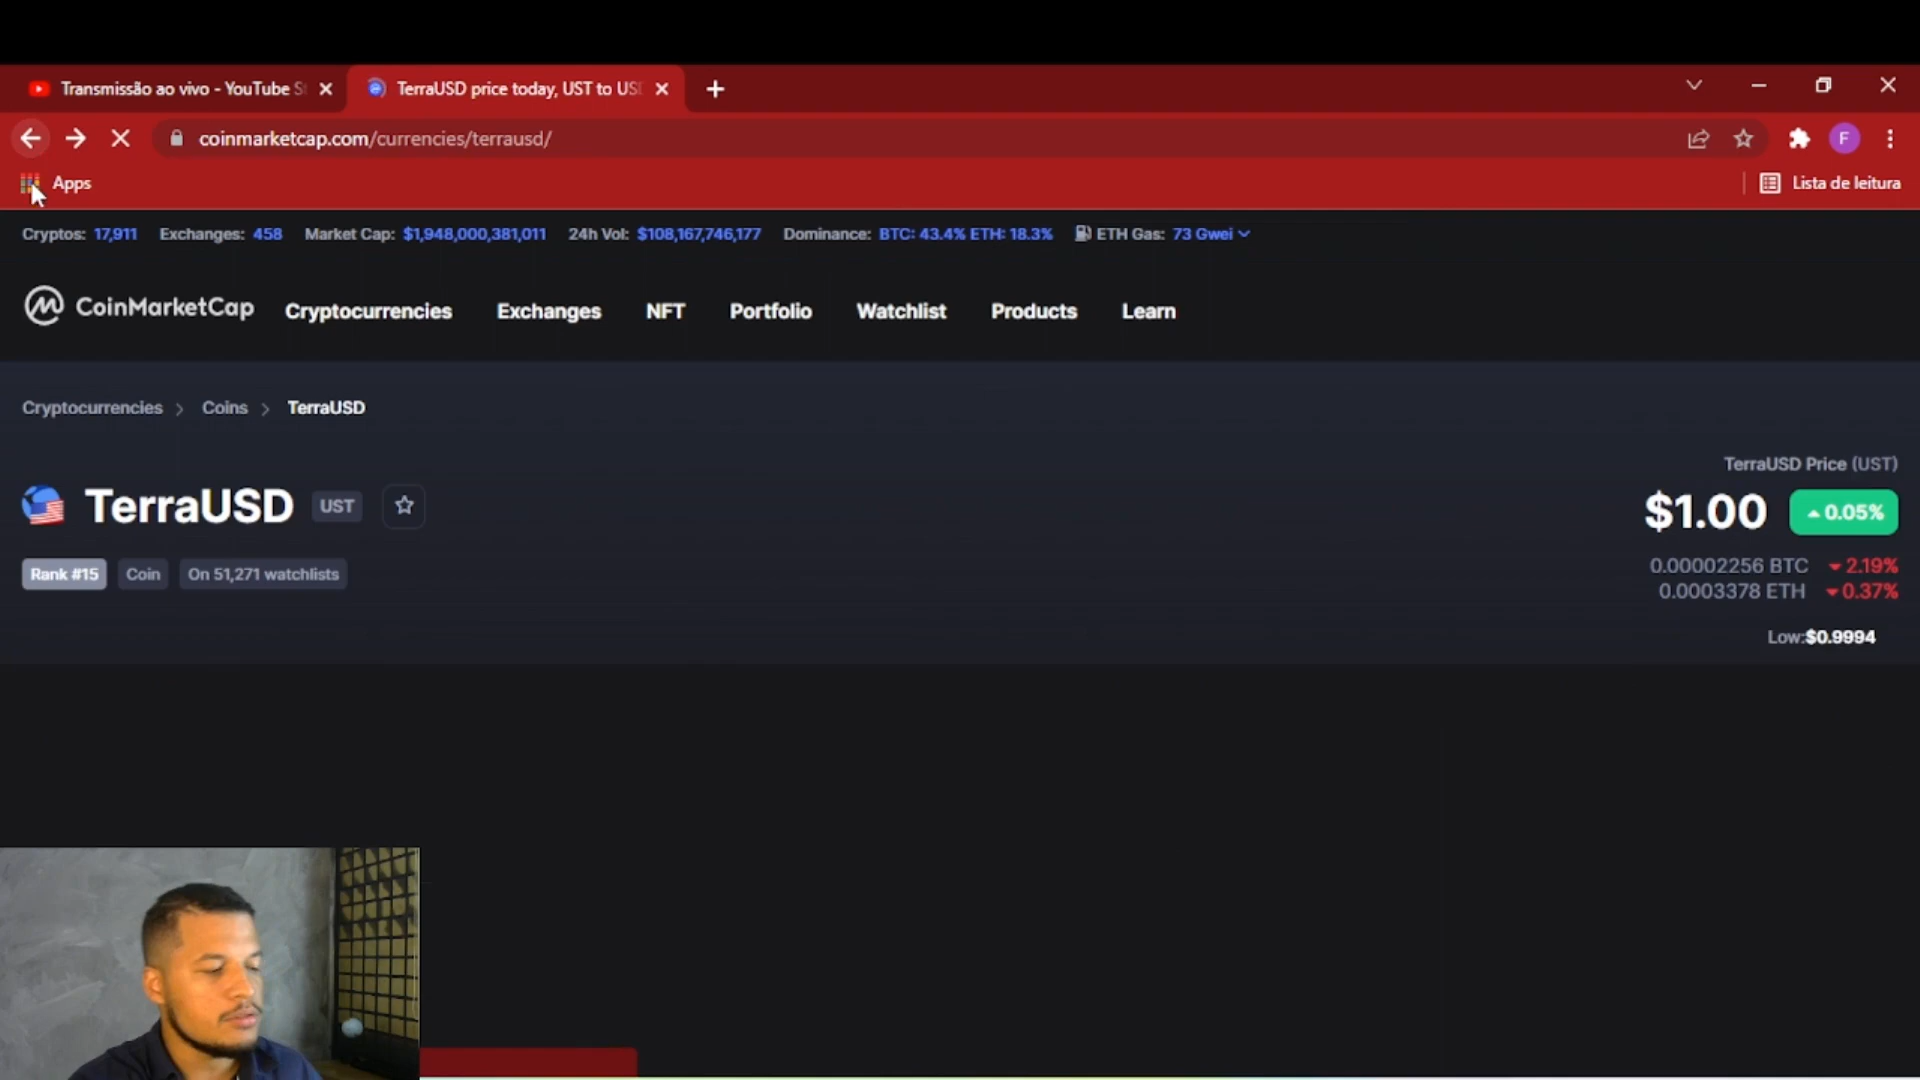 Transmissão ao vivo - YouTube S
TerraUSD price today, UST to US
coinmarketcap.com/currencies/terrausd/
F
Apps
Lista de leitura
Cryptos: 17,911 Exchanges: 458 Market Cap: $1,948,000,381,011 24h Vol: $108,167,746,177 Dominance: BTC: 43.4% ETH: 18.3% ETH Gas: 73 Gwei
CoinMarketCap Cryptocurrencies Exchanges NFT Portfolio Watchlist Products Learn
Cryptocurrencies > Coins > TerraUSD
TerraUSD Price (UST)
TerraUSD UST
$1.00 0.05%
Rank #15 Coin On 51,271 watchlists
0.00002256 BTC 2.19%
0.0003378 ETH 0.37%
Low:$0.9994